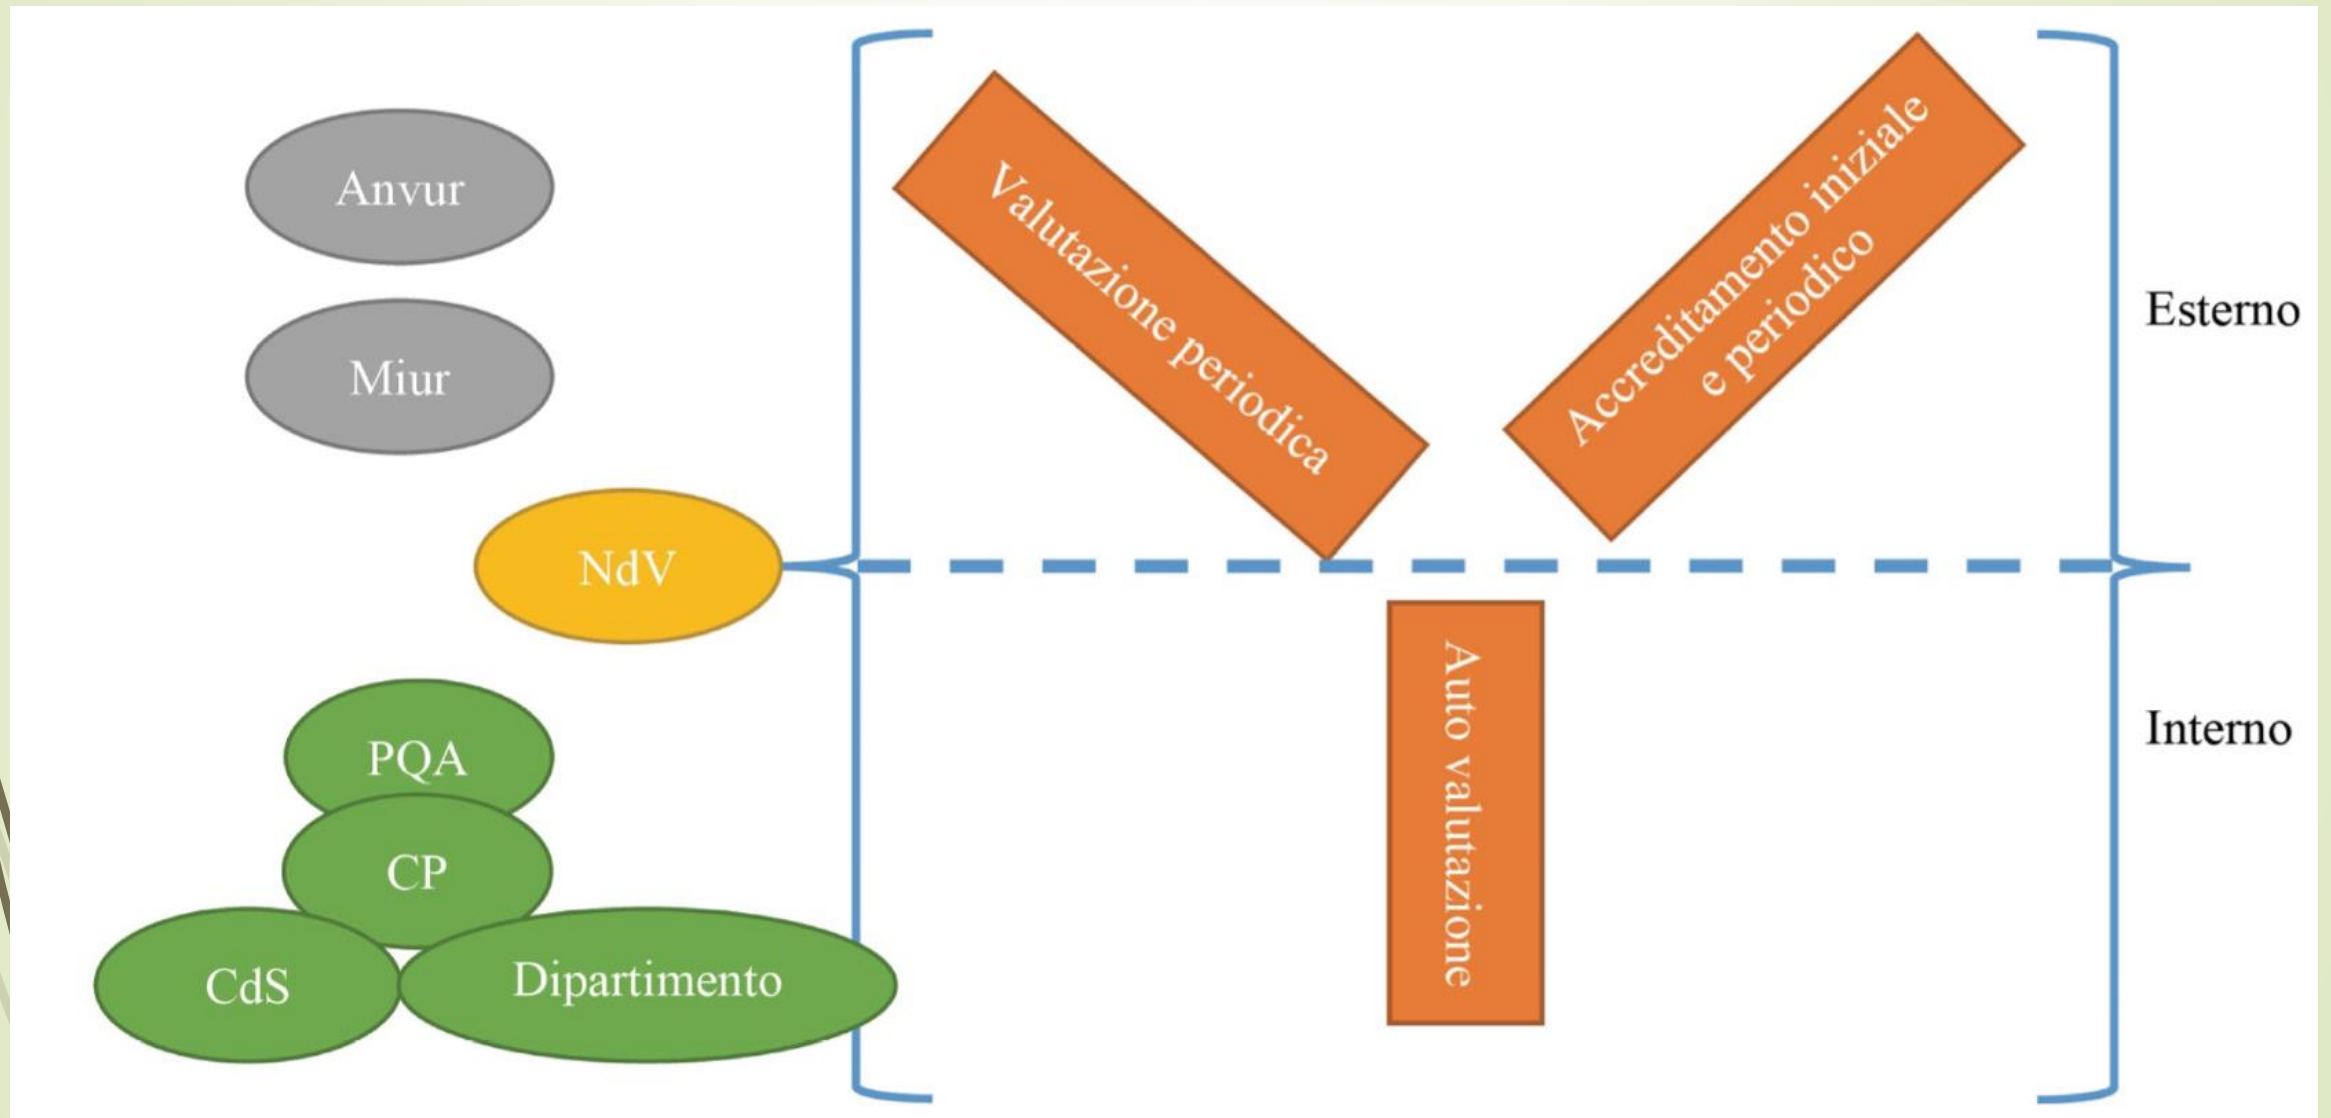 Anvur
Miur
NdV
PQA
CP
CdS
Dipartimento
Valutazione periodica
Accreditamento iniziale
e periodico
Auto valutazione
Esterno
Interno